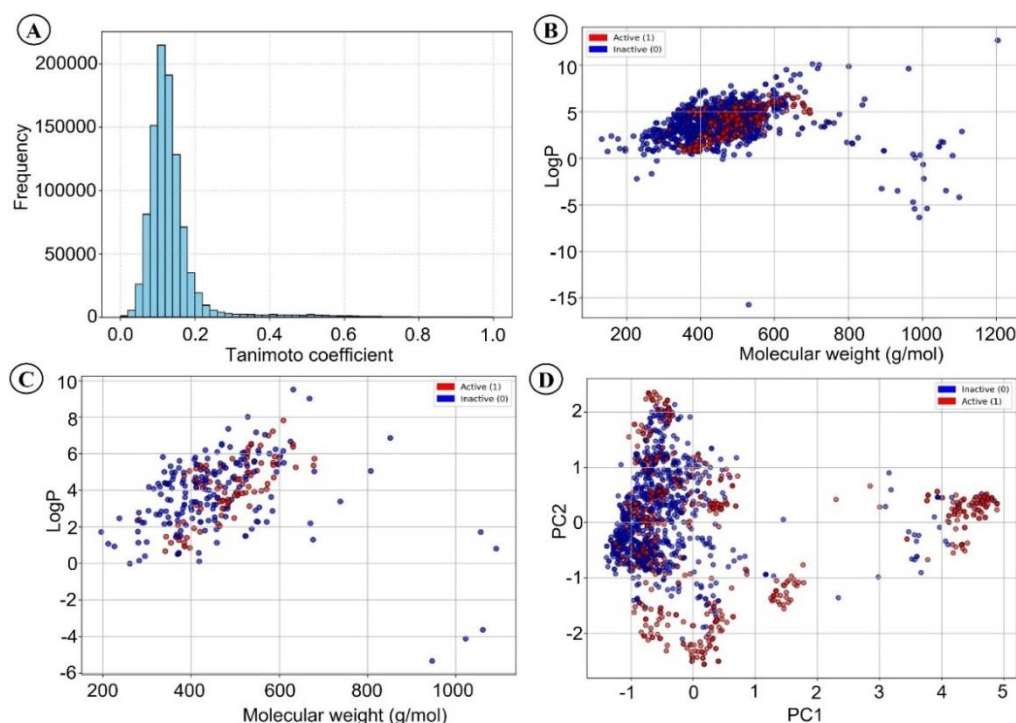 A
200000
150000
100000
50000
0
Frequency
0.0 0.2 0.4 0.6 0.8 1.0
Tanimoto coefficient
B
Active (1)
Inactive (0)
10
5
0
-5
-10
-15
LogP
200 400 600 800 1000 1200
Molecular weight (g/mol)
C
Active (1)
Inactive (0)
10
8
6
4
2
0
-2
-4
-6
LogP
200 400 600 800 1000
Molecular weight (g/mol)
D
Inactive (0)
Active (1)
2
1
0
-1
-2
PC2
-1 0 1 2 3 4 5
PC1